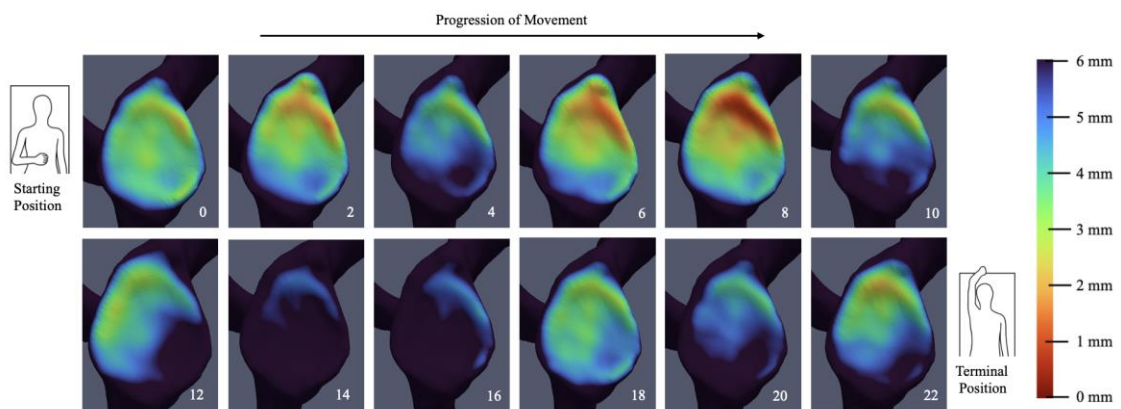 Progression of Movement
Starting
Position
0
2
4
6
8
10
12
14
16
18
20
22
Terminal
Position
6 mm
5 mm
4 mm
3 mm
2 mm
1 mm
0 mm